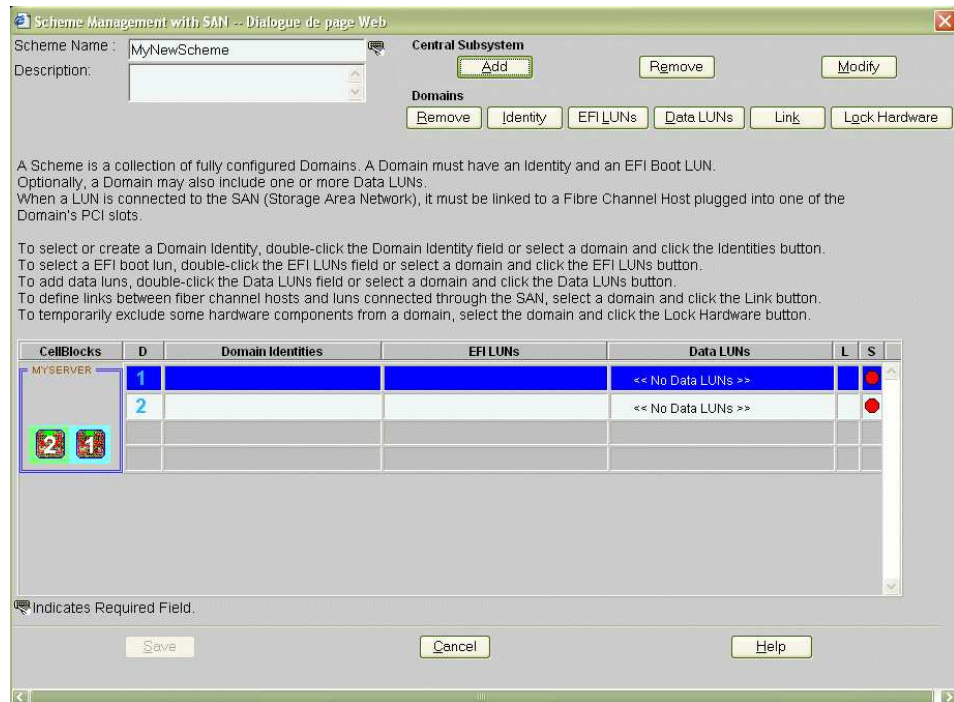 Scheme Management with SAN -- Dialogue de page Web
Scheme Name :
MyNewScheme
Description:
Central Subsystem
Add
Remove
Modify
Domains
Remove
Identity
EFI LUNs
Data LUNs
Link
Lock Hardware
A Scheme is a collection of fully configured Domains. A Domain must have an Identity and an EFI Boot LUN.
Optionally, a Domain may also include one or more Data LUNs.
When a LUN is connected to the SAN (Storage Area Network), it must be linked to a Fibre Channel Host plugged into one of the
Domain's PCI slots.
To select or create a Domain Identity, double-click the Domain Identity field or select a domain and click the Identities button.
To select a EFI boot lun, double-click the EFI LUNs field or select a domain and click the EFI LUNs button.
To add data luns, double-click the Data LUNs field or select a domain and click the Data LUNs button.
To define links between fiber channel hosts and luns connected through the SAN, select a domain and click the Link button.
To temporarily exclude some hardware components from a domain, select the domain and click the Lock Hardware button.
CellBlocks D Domain Identities EFI LUNs Data LUNs L S
MYSERVER
1 << No Data LUNs >>
2 << No Data LUNs >>
2 1
Indicates Required Field.
Save
Cancel
Help